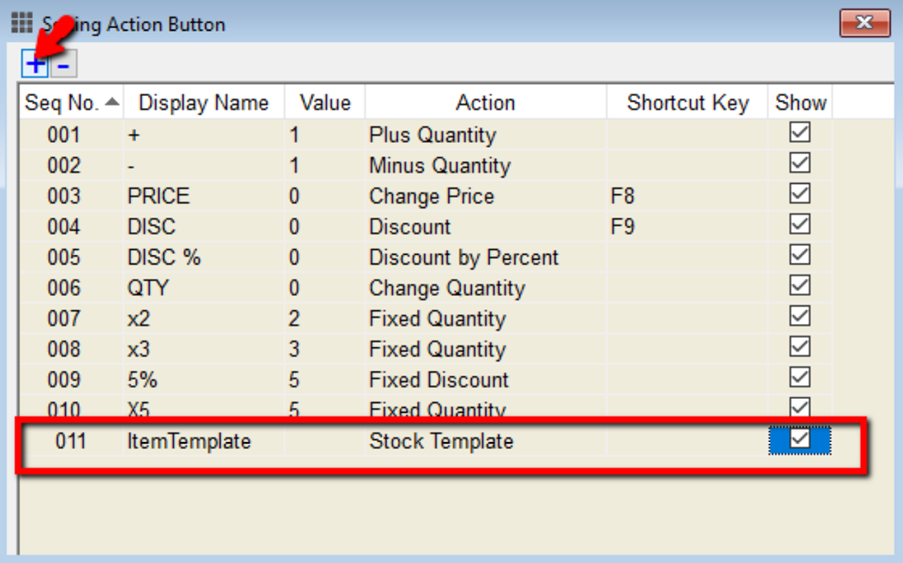 Setting Action Button
+ -
Seq No. Display Name Value Action Shortcut Key Show
001 + 1 Plus Quantity
002 - 1 Minus Quantity
003 PRICE 0 Change Price F8
004 DISC 0 Discount F9
005 DISC % 0 Discount by Percent
006 QTY 0 Change Quantity
007 x2 2 Fixed Quantity
008 x3 3 Fixed Quantity
009 5% 5 Fixed Discount
010 X5 5 Fixed Quantity
011 ItemTemplate Stock Template